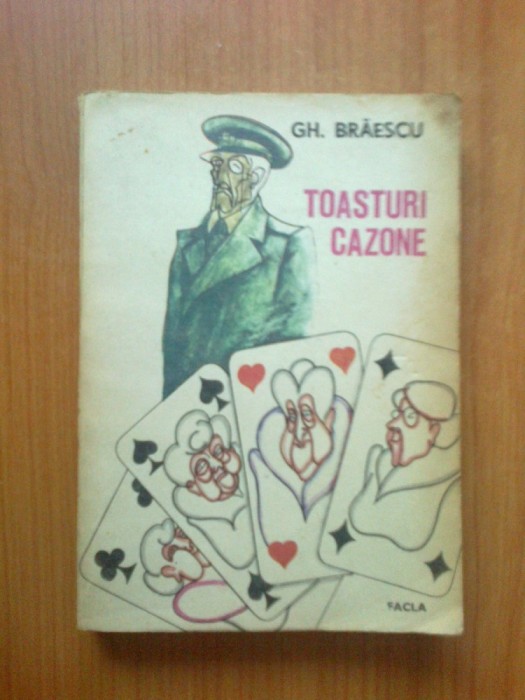 GH. BRĂESCU
TOASTURI
CAZONE
FACLA